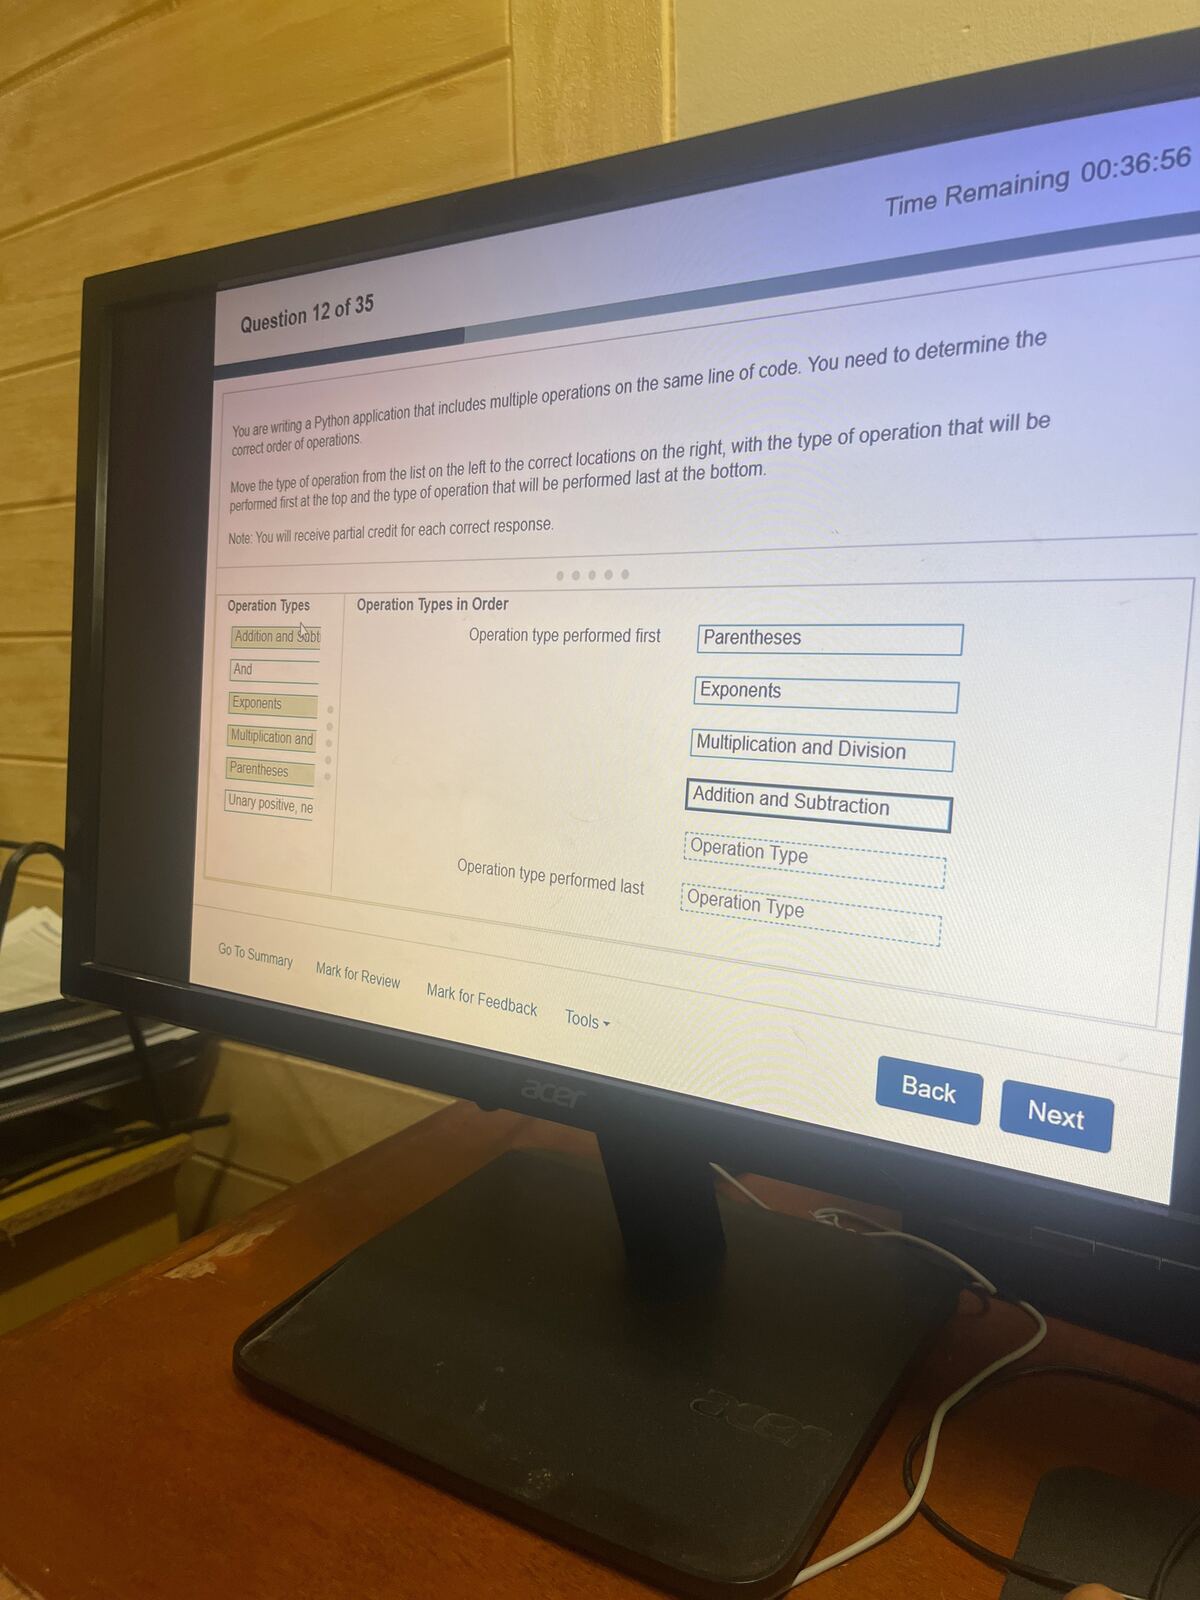 Time Remaining 00:36:56
Question 12 of 35
You are writing a Python application that includes multiple operations on the same line of code. You need to determine the
correct order of operations.
Move the type of operation from the list on the left to the correct locations on the right, with the type of operation that will be
performed first at the top and the type of operation that will be performed last at the bottom.
Note: You will receive partial credit for each correct response.
Operation Types
Addition and Subt
And
Exponents
Multiplication and
Parentheses
Unary positive, ne
Operation Types in Order
Operation type performed first
Parentheses
Exponents
Multiplication and Division
Addition and Subtraction
Operation Type
Operation type performed last
Operation Type
Go To Summary
Mark for Review
Mark for Feedback
Tools
Back
Next
acer
acer